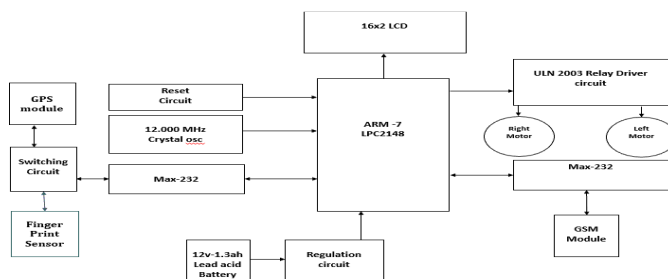 16x2 LCD
GPS
module
Reset
Circuit
12.000 MHz
Crystal osc
Switching
Circuit
Max-232
Finger
Print
Sensor
ARM -7
LPC2148
ULN 2003 Relay Driver
circuit
Right
Motor
Left
Motor
Max-232
GSM
Module
12v-1.3ah
Lead acid
Battery
Regulation
circuit